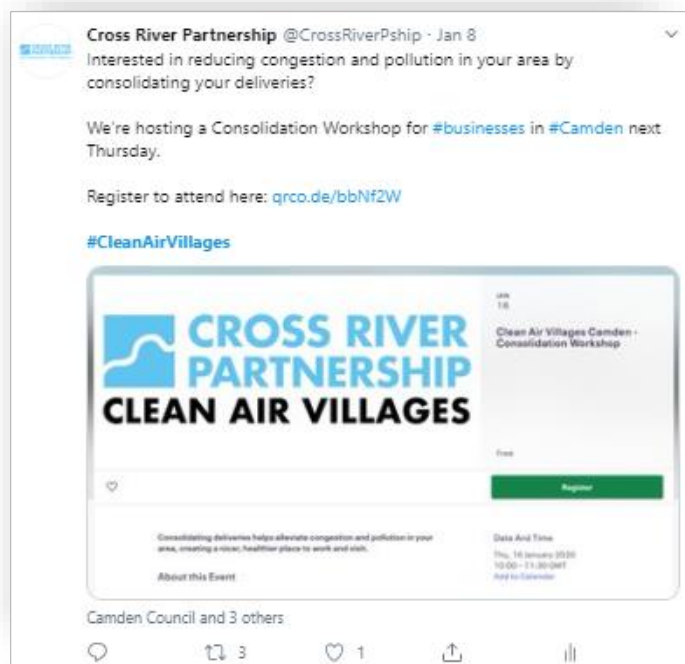 Cross River Partnership @CrossRiverPship · Jan 8
Interested in reducing congestion and pollution in your area by
consolidating your deliveries?
We're hosting a Consolidation Workshop for #businesses in #Camden next
Thursday.
Register to attend here: qrco.de/bbNf2W
#CleanAirVillages
JAN
16
CROSS RIVER
PARTNERSHIP
CLEAN AIR VILLAGES
Clean Air Villages Camden -
Consolidation Workshop
Free
Register
Consolidating deliveries helps alleviate congestion and pollution in your
area, creating a nicer, healthier place to work and visit.
About this Event
Date And Time
Thu, 16 January 2020
10:00 – 11:30 GMT
Add to Calendar
Camden Council and 3 others
3
1